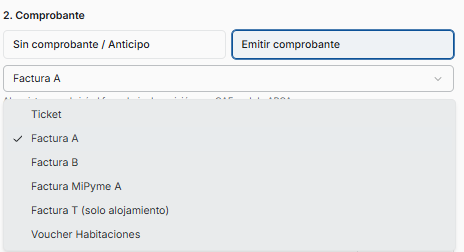 2. Comprobante
Sin comprobante / Anticipo
Emitir comprobante
Factura A
Ticket
Factura A
Factura B
Factura MiPyme A
Factura T (solo alojamiento)
Voucher Habitaciones